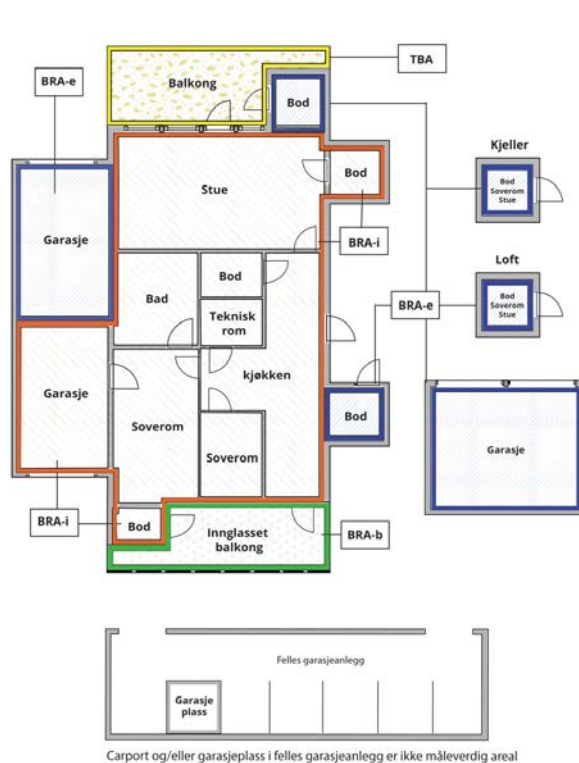 TBA
BRA-e
Balkong
Bod
Kjeller
Bod
Soverom
Stue
Stue
Bod
Garasje
BRA-i
Loft
Bod
Soverom
Stue
Bad
Bod
Teknisk
rom
BRA-e
Garasje
kjøkken
Bod
Soverom
Soverom
Garasje
BRA-i
Bod
Innglasset
balkong
BRA-b
Felles garasjeanlegg
Garasje
plass
Carport og/eller garasjeplass i felles garasjeanlegg er ikke måleverdig areal